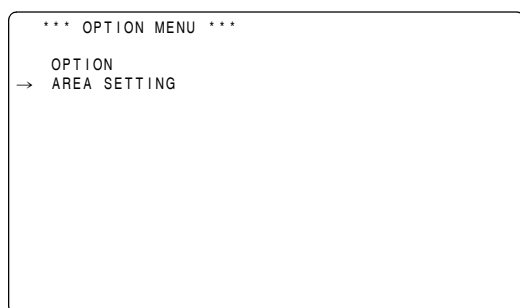 *** OPTION MENU ***
OPTION
→ AREA SETTING